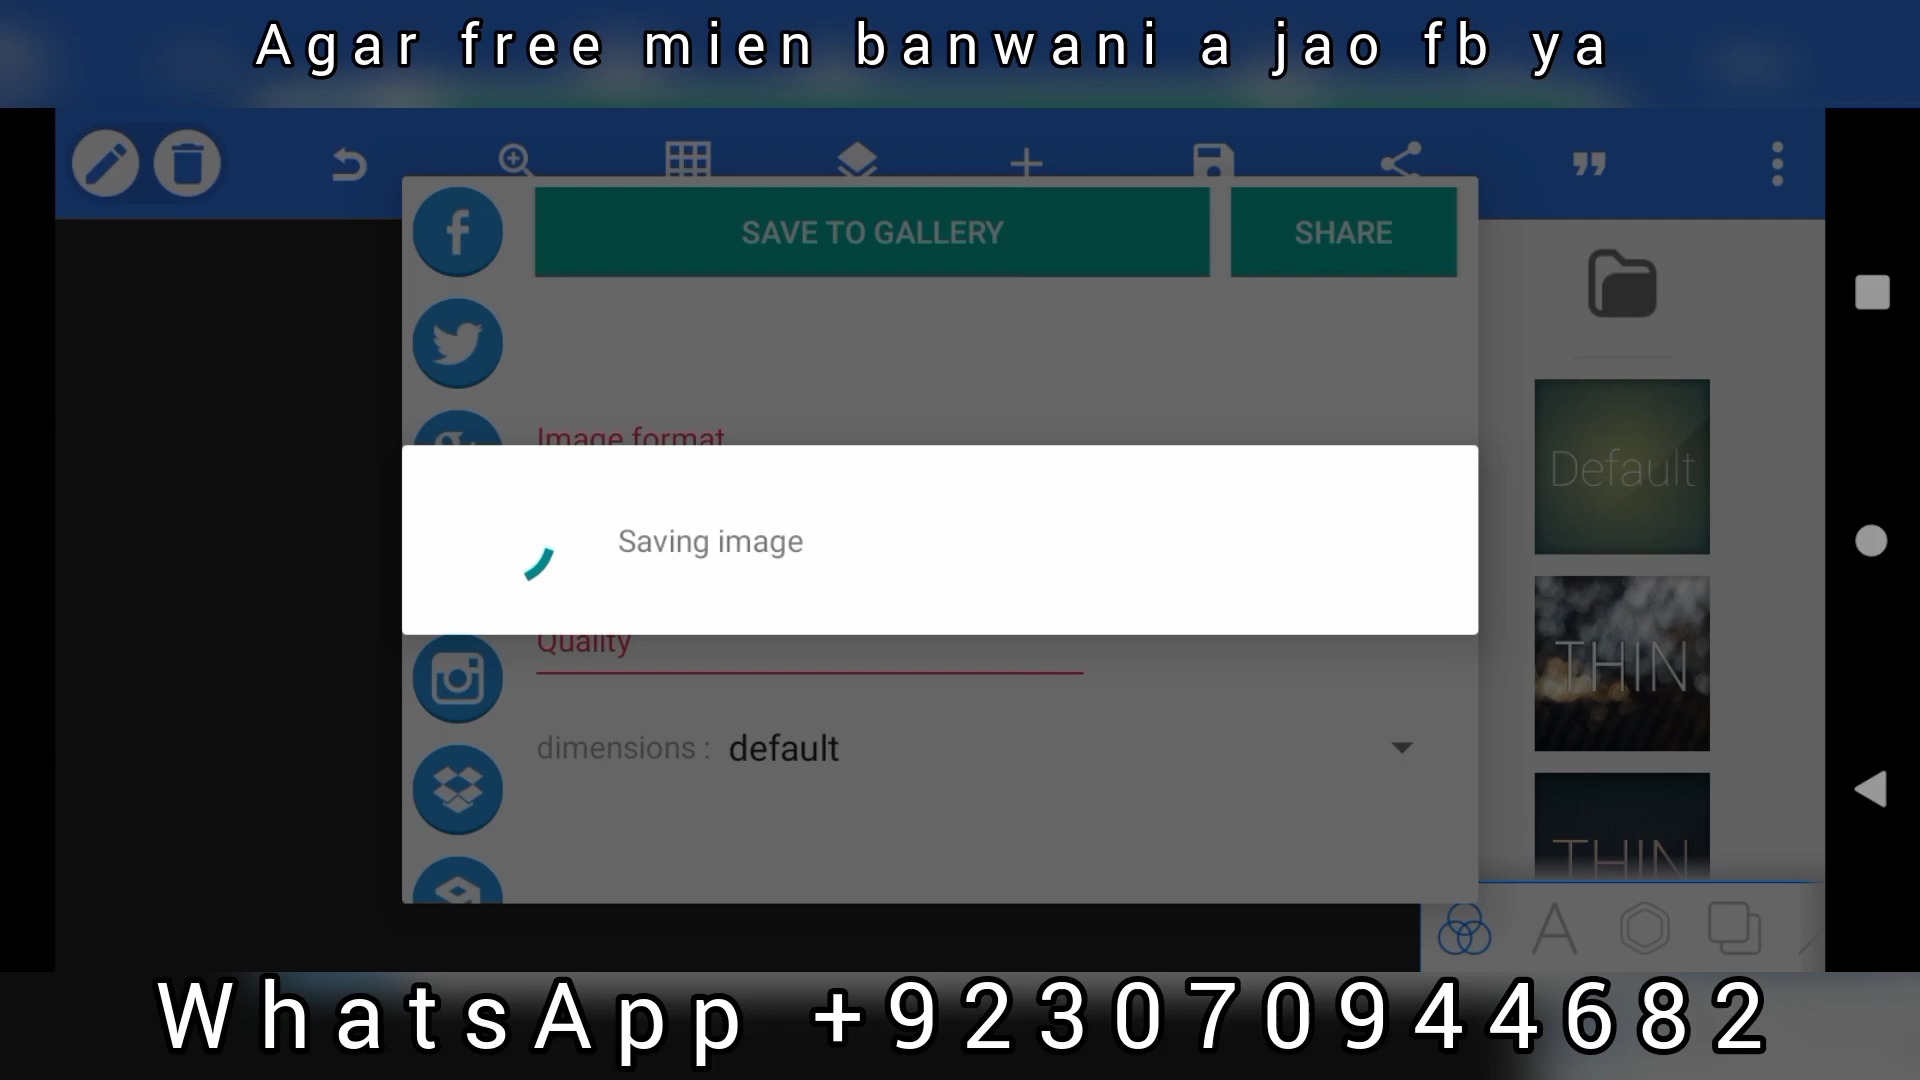 Agar free mien banwani a jao fb ya
SAVE TO GALLERY
SHARE
Image format
Saving image
Quality
dimensions : default
Default
THIN
THIN
WhatsApp +923070944682